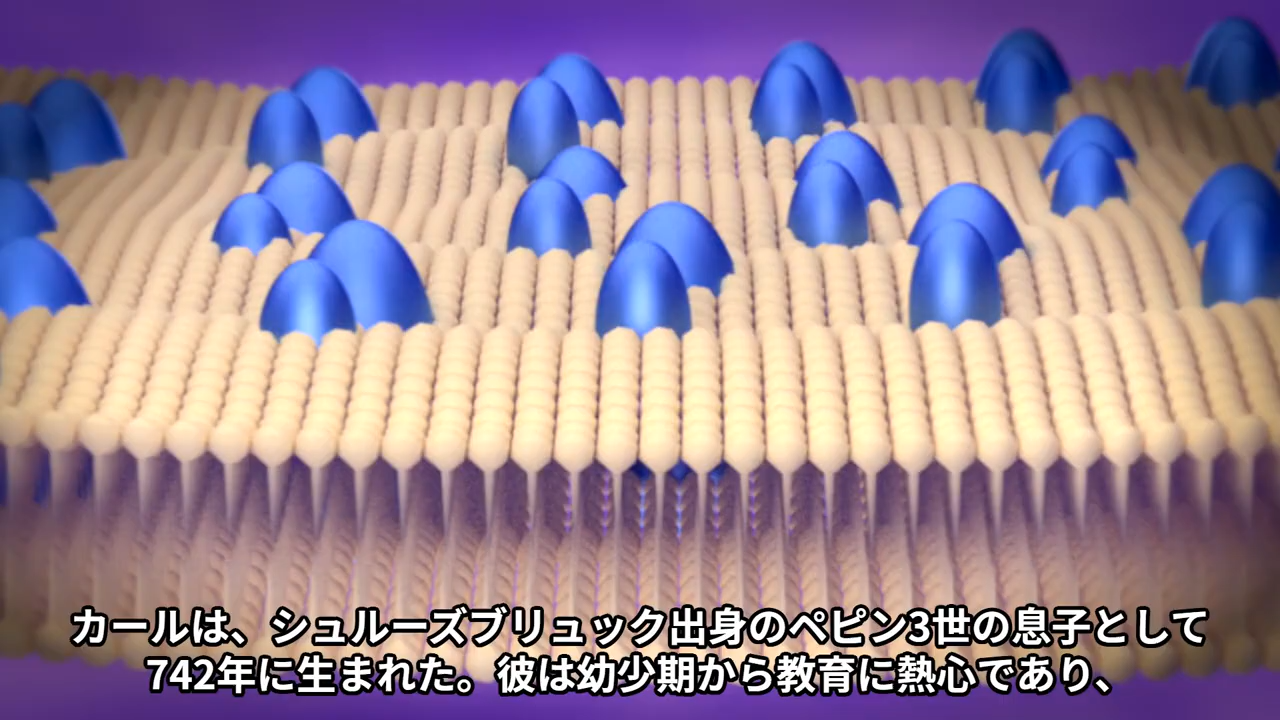 カールは、シュルーズブリュック出身のペピン3世の息子として
742年に生まれた。彼は幼少期から教育に熱心であり、